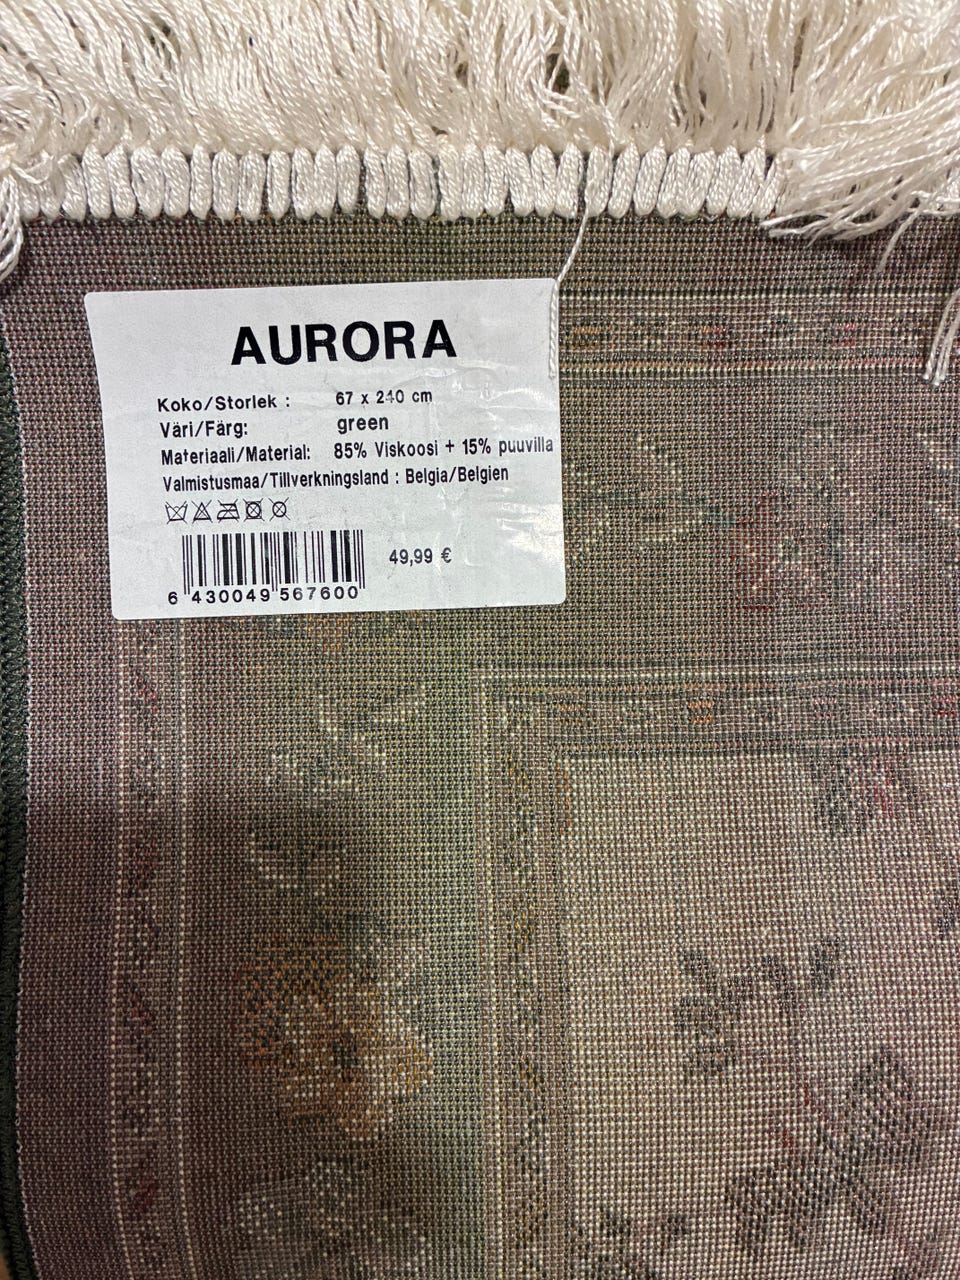 AURORA
Koko/Storlek : 67 x 240 cm
Väri/Färg: green
Materiaali/Material: 85% Viskoosi + 15% puuvilla
Valmistusmaa/Tillverkningsland : Belgia/Belgien
49,99 €
6 430049 567600